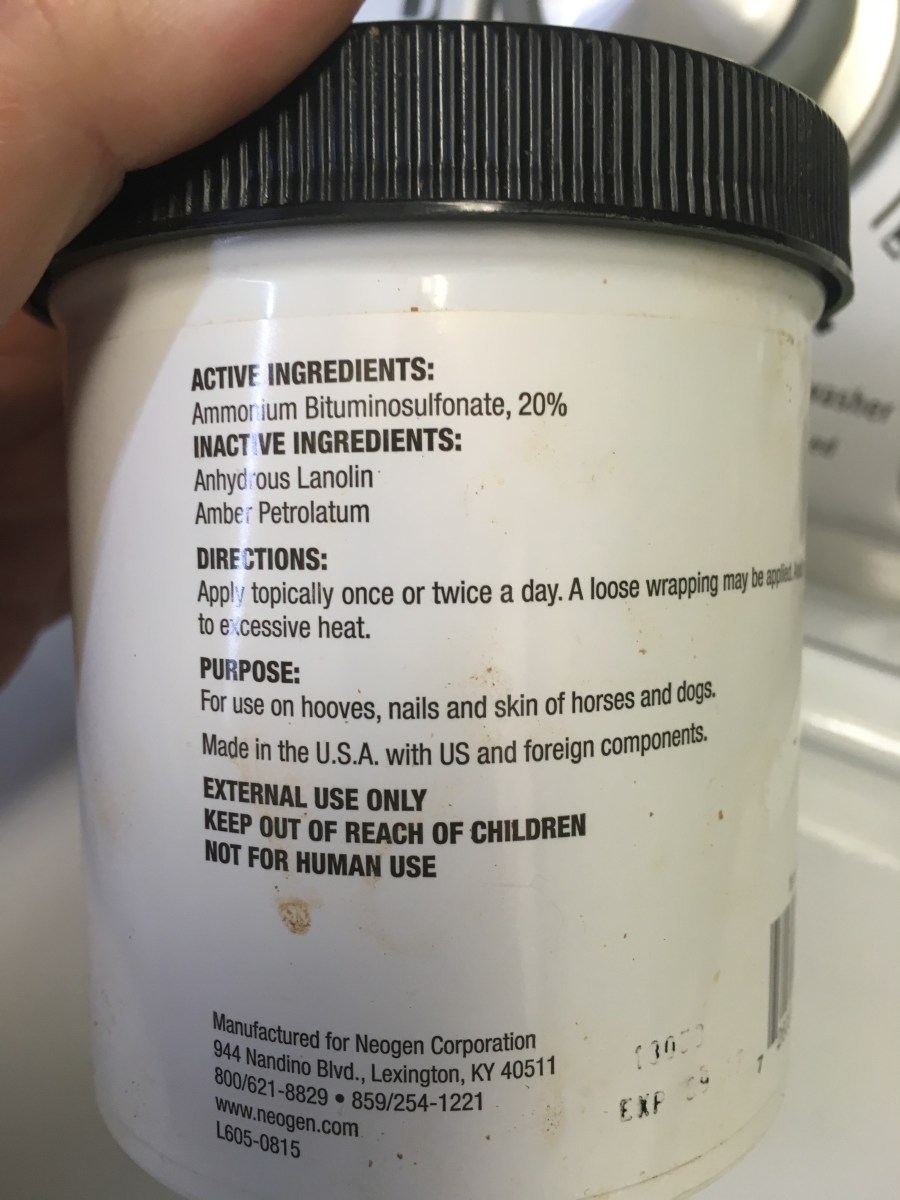 ACTIVE INGREDIENTS:
Ammonium Bituminosulfonate, 20%
INACTIVE INGREDIENTS:
Anhydrous Lanolin
Amber Petrolatum
DIRECTIONS:
Apply topically once or twice a day. A loose wrapping may be applied.
to excessive heat.
PURPOSE:
For use on hooves, nails and skin of horses and dogs.
Made in the U.S.A. with US and foreign components.
EXTERNAL USE ONLY
KEEP OUT OF REACH OF CHILDREN
NOT FOR HUMAN USE
Manufactured for Neogen Corporation
944 Nandino Blvd., Lexington, KY 40511
800/621-8829 • 859/254-1221
www.neogen.com
L605-0815
EXP
7
washer